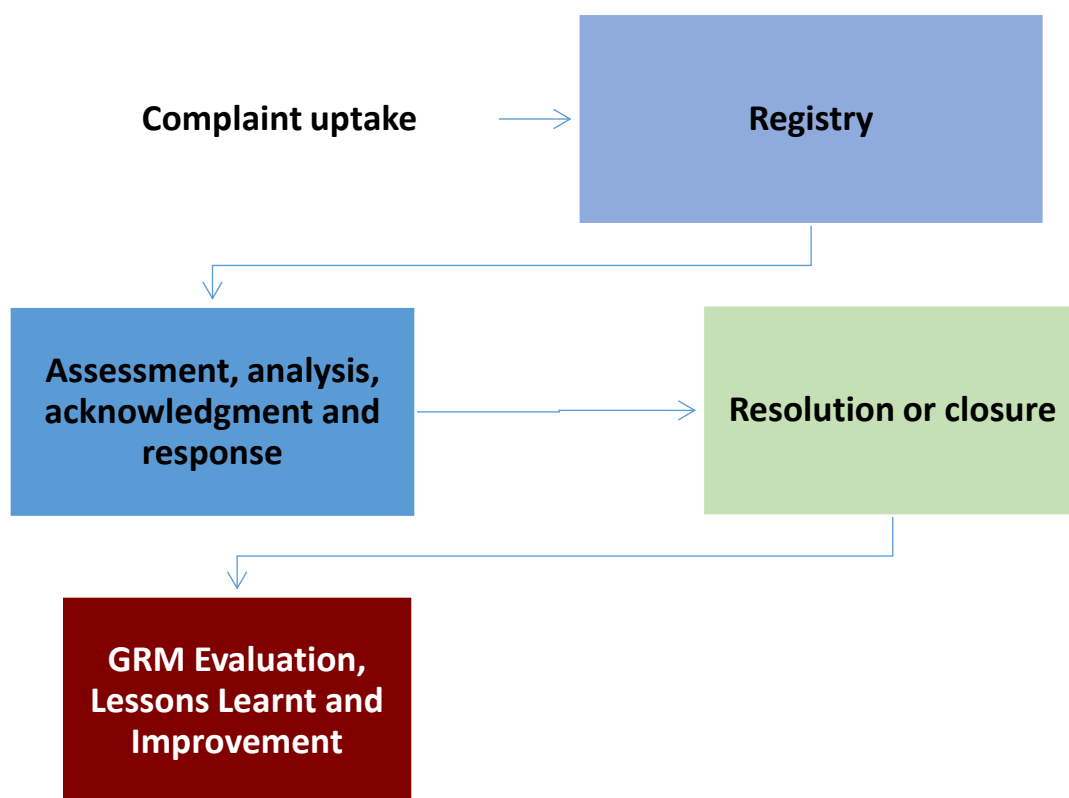 Complaint uptake
Registry
Assessment, analysis,
acknowledgment and
response
Resolution or closure
GRM Evaluation,
Lessons Learnt and
Improvement